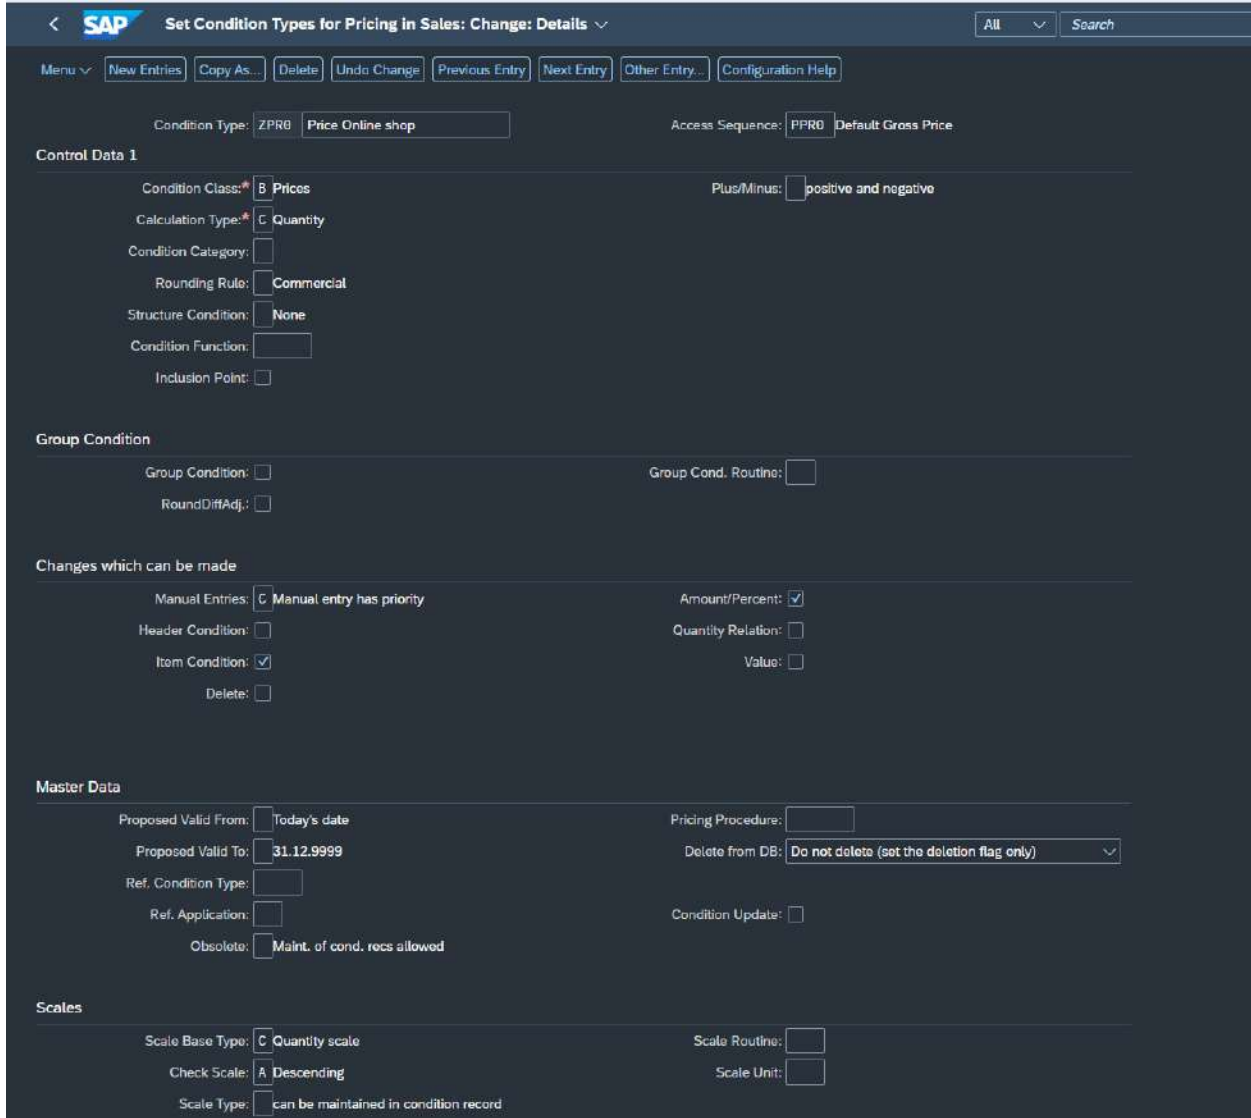 SAP Set Condition Types for Pricing in Sales: Change: Details All Search
Menu New Entries Copy As... Delete Undo Change Previous Entry Next Entry Other Entry... Configuration Help
Condition Type: ZPR0 Price Online shop Access Sequence: PPR0 Default Gross Price
Control Data 1
Condition Class:* B Prices Plus/Minus: positive and negative
Calculation Type:* C Quantity
Condition Category:
Rounding Rule: Commercial
Structure Condition: None
Condition Function:
Inclusion Point:
Group Condition
Group Condition: Group Cond. Routine:
RoundDiffAdj.:
Changes which can be made
Manual Entries: C Manual entry has priority Amount/Percent:
Header Condition: Quantity Relation:
Item Condition: Value:
Delete:
Master Data
Proposed Valid From: Today's date Pricing Procedure:
Proposed Valid To: 31.12.9999 Delete from DB: Do not delete (set the deletion flag only)
Ref. Condition Type:
Ref. Application: Condition Update:
Obsolete: Maint. of cond. recs allowed
Scales
Scale Base Type: C Quantity scale Scale Routine:
Check Scale: A Descending Scale Unit:
Scale Type: can be maintained in condition record